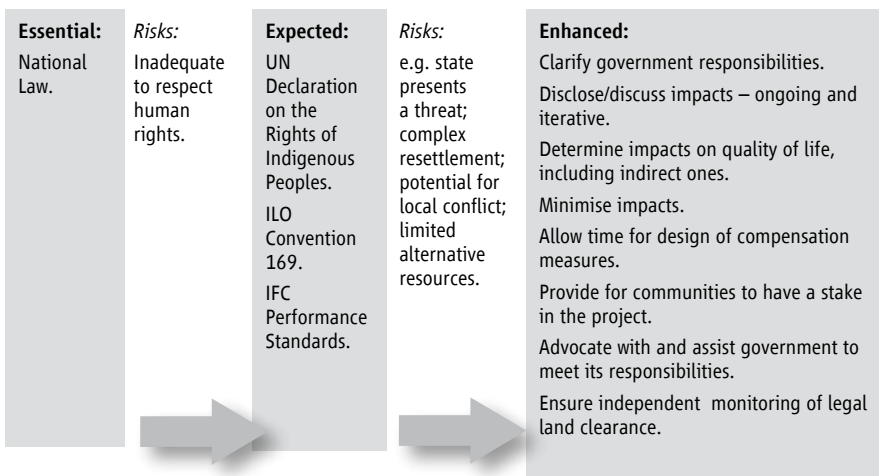 Essential:
National
Law.
Risks:
Inadequate
to respect
human
rights.
Expected:
UN
Declaration
on the
Rights of
Indigenous
Peoples.
ILO
Convention
169.
IFC
Performance
Standards.
Risks:
e.g. state
presents
a threat;
complex
resettlement;
potential for
local conflict;
limited
alternative
resources.
Enhanced:
Clarify government responsibilities.
Disclose/discuss impacts – ongoing and
iterative.
Determine impacts on quality of life,
including indirect ones.
Minimise impacts.
Allow time for design of compensation
measures.
Provide for communities to have a stake
in the project.
Advocate with and assist government to
meet its responsibilities.
Ensure independent monitoring of legal
land clearance.